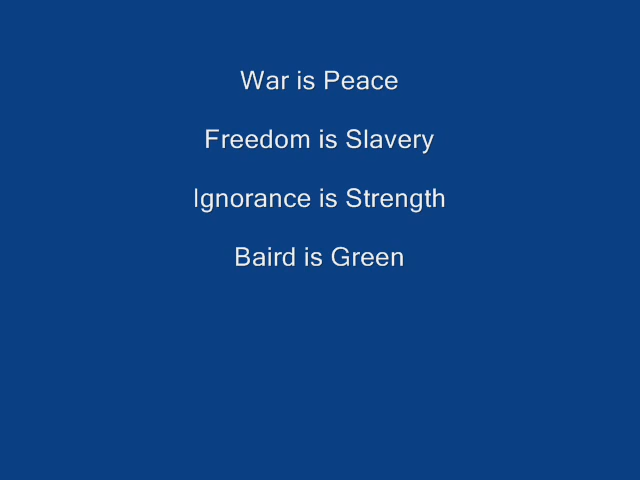 War is Peace
Freedom is Slavery
Ignorance is Strength
Baird is Green